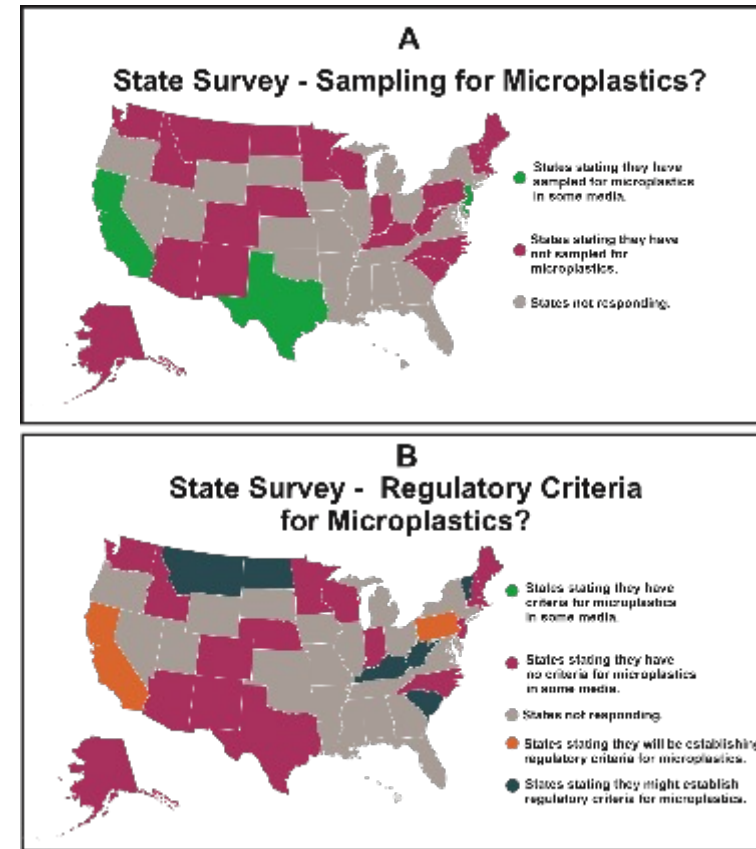 A
State Survey - Sampling for Microplastics?
States stating they have
sampled for microplastics
in some media.
States stating they have
not sampled for
microplastics.
States not responding.
B
State Survey - Regulatory Criteria
for Microplastics?
States stating they have
criteria for microplastics
in some media.
States stating they have
no criteria for microplastics
in some media.
States not responding.
States stating they will be establishing
regulatory criteria for microplastics.
States stating they might establish
regulatory criteria for microplastics.